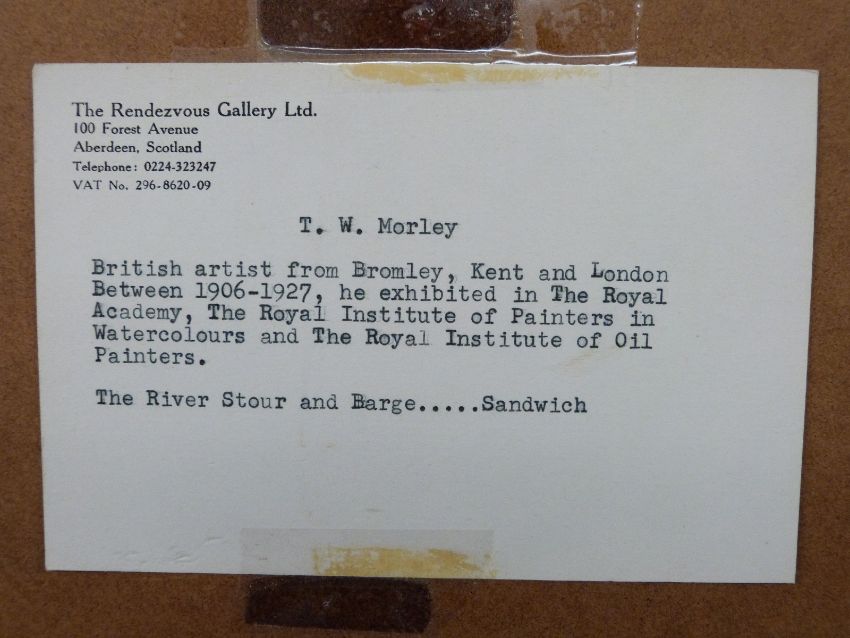 The Rendezvous Gallery Ltd.
100 Forest Avenue
Aberdeen, Scotland
Telephone: 0224-323247
VAT No. 296-8620-09
T. W. Morley
British artist from Bromley, Kent and London
Between 1906-1927, he exhibited in The Royal
Academy, The Royal Institute of Painters in
Watercolours and The Royal Institute of Oil
Painters.
The River Stour and Barge.....Sandwich